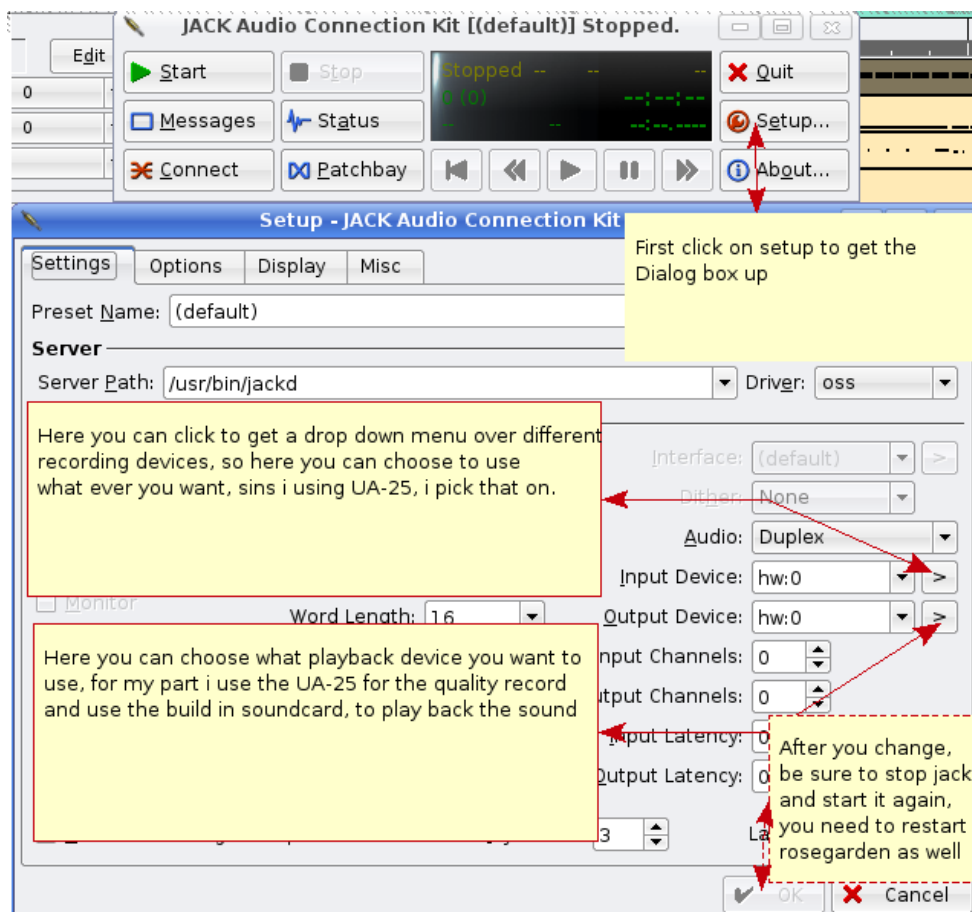 JACK Audio Connection Kit [(default)] Stopped.
Edit
Start
Stop
Stopped -- -- --
Quit
0
0 (0) --:--:--
0
Messages
Status
-- -- --:--.----
Setup...
Connect
Patchbay
About...
Setup - JACK Audio Connection Kit
First click on setup to get the
Dialog box up
Settings
Options
Display
Misc
Preset Name: (default)
Server
Server Path: /usr/bin/jackd
Driver: oss
Here you can click to get a drop down menu over different
recording devices, so here you can choose to use
what ever you want, sins i using UA-25, i pick that on.
Interface: (default) >
Dither: None
Audio: Duplex
Input Device: hw:0 >
Monitor
Word Length: 16
Output Device: hw:0 >
Here you can choose what playback device you want to
use, for my part i use the UA-25 for the quality record
and use the build in soundcard, to play back the sound
nput Channels: 0
utput Channels: 0
Input Latency: 0
Output Latency: 0
After you change,
be sure to stop jack
and start it again,
you need to restart
rosegarden as well
3
La
OK
Cancel